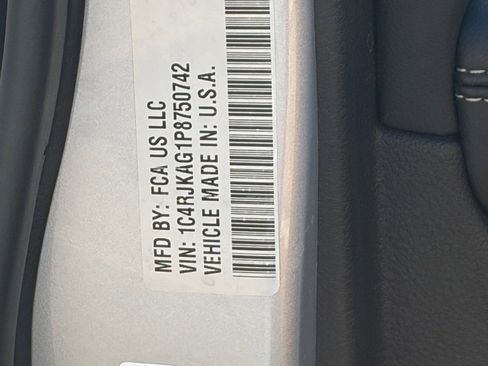 MFD BY: FCA US LLC
VIN: 1C4RJKAG1P8750742
VEHICLE MADE IN: U.S.A.